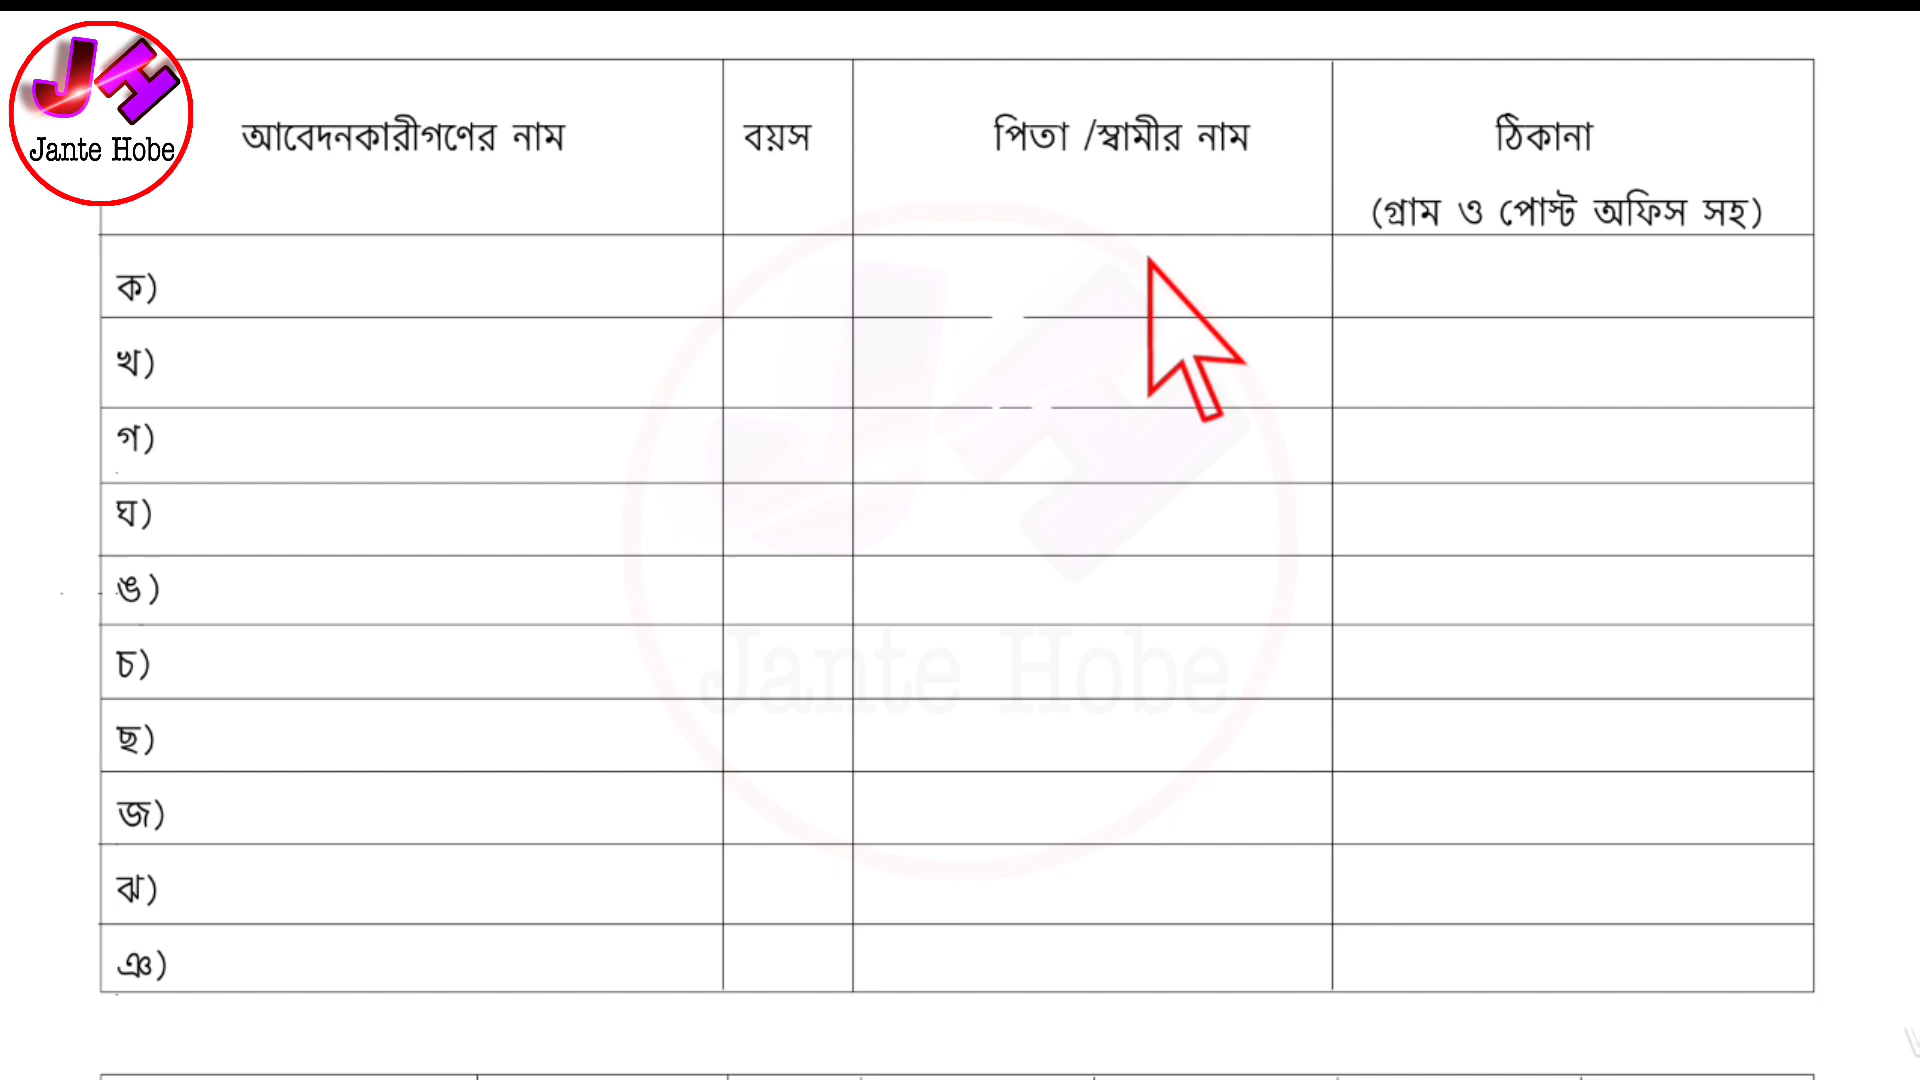 Jante Hobe
আবেদনকারীগণের নাম
বয়স
পিতা /স্বামীর নাম
ঠিকানা
(গ্রাম ও পোস্ট অফিস সহ)
ক)
খ)
গ)
ঘ)
ঙ)
চ)
ছ)
জ)
ঝ)
ঞ)
Jante Hobe